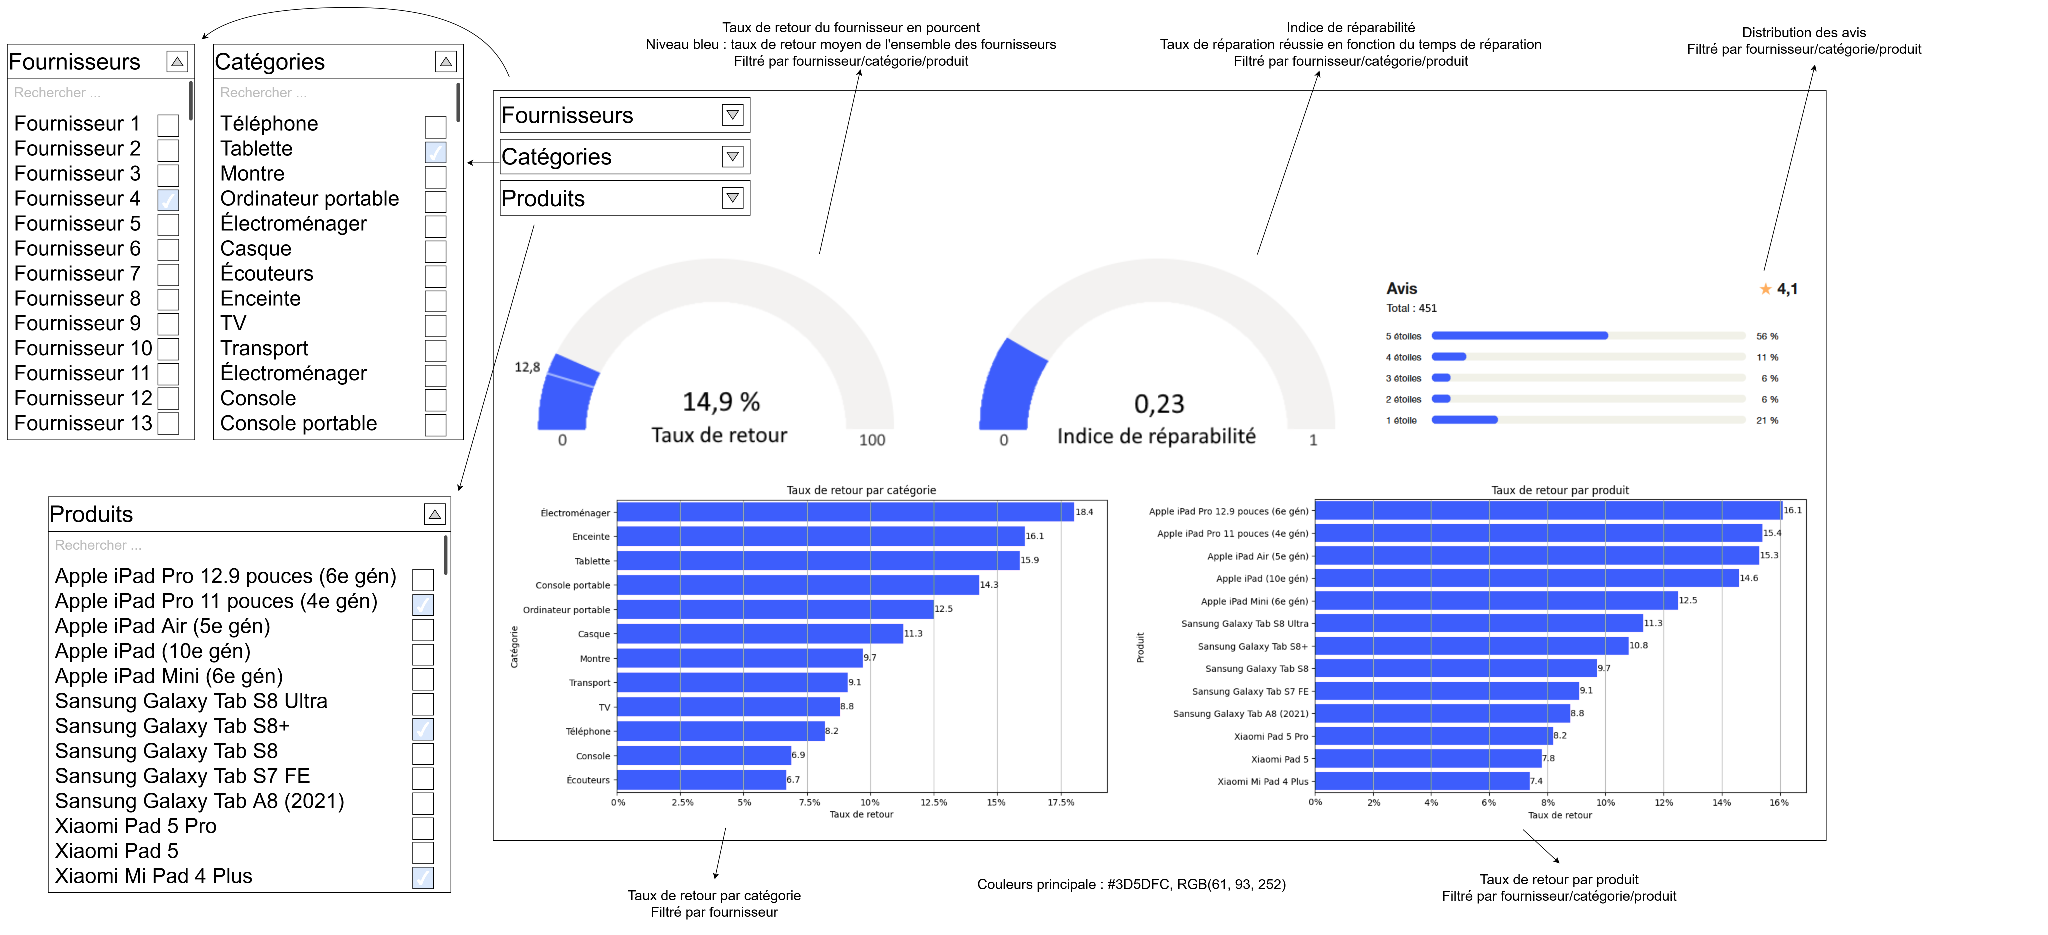 Taux de retour du fournisseur en pourcent
Niveau bleu : taux de retour moyen de l'ensemble des fournisseurs
Filtré par fournisseur/catégorie/produit
Indice de réparabilité
Taux de réparation réussie en fonction du temps de réparation
Filtré par fournisseur/catégorie/produit
Distribution des avis
Filtré par fournisseur/catégorie/produit
Fournisseurs
Rechercher ...
Fournisseur 1
Fournisseur 2
Fournisseur 3
Fournisseur 4
Fournisseur 5
Fournisseur 6
Fournisseur 7
Fournisseur 8
Fournisseur 9
Fournisseur 10
Fournisseur 11
Fournisseur 12
Fournisseur 13
Catégories
Rechercher ...
Téléphone
Tablette
Montre
Ordinateur portable
Électroménager
Casque
Écouteurs
Enceinte
TV
Transport
Électroménager
Console
Console portable
Fournisseurs
Catégories
Produits
12,8
14,9 %
Taux de retour
0
100
0,23
Indice de réparabilité
0
1
Avis
★ 4,1
Total : 451
5 étoiles 56 %
4 étoiles 11 %
3 étoiles 6 %
2 étoiles 6 %
1 étoile 21 %
Produits
Rechercher ...
Apple iPad Pro 12.9 pouces (6e gén)
Apple iPad Pro 11 pouces (4e gén)
Apple iPad Air (5e gén)
Apple iPad (10e gén)
Apple iPad Mini (6e gén)
Sansung Galaxy Tab S8 Ultra
Sansung Galaxy Tab S8+
Sansung Galaxy Tab S8
Sansung Galaxy Tab S7 FE
Sansung Galaxy Tab A8 (2021)
Xiaomi Pad 5 Pro
Xiaomi Pad 5
Xiaomi Mi Pad 4 Plus
Taux de retour par catégorie
Catégorie
Électroménager 18.4
Enceinte 16.1
Tablette 15.9
Console portable 14.3
Ordinateur portable 12.5
Casque 11.3
Montre 9.7
Transport 9.1
TV 8.8
Téléphone 8.2
Console 6.9
Écouteurs 6.7
0% 2.5% 5% 7.5% 10% 12.5% 15% 17.5%
Taux de retour
Taux de retour par produit
Produit
Apple iPad Pro 12.9 pouces (6e gén) 16.1
Apple iPad Pro 11 pouces (4e gén) 15.4
Apple iPad Air (5e gén) 15.3
Apple iPad (10e gén) 14.6
Apple iPad Mini (6e gén) 12.5
Sansung Galaxy Tab S8 Ultra 11.3
Sansung Galaxy Tab S8+ 10.8
Sansung Galaxy Tab S8 9.7
Sansung Galaxy Tab S7 FE 9.1
Sansung Galaxy Tab A8 (2021) 8.8
Xiaomi Pad 5 Pro 8.2
Xiaomi Pad 5 7.8
Xiaomi Mi Pad 4 Plus 7.4
0% 2% 4% 6% 8% 10% 12% 14% 16%
Taux de retour
Taux de retour par catégorie
Filtré par fournisseur
Couleurs principale : #3D5DFC, RGB(61, 93, 252)
Taux de retour par produit
Filtré par fournisseur/catégorie/produit